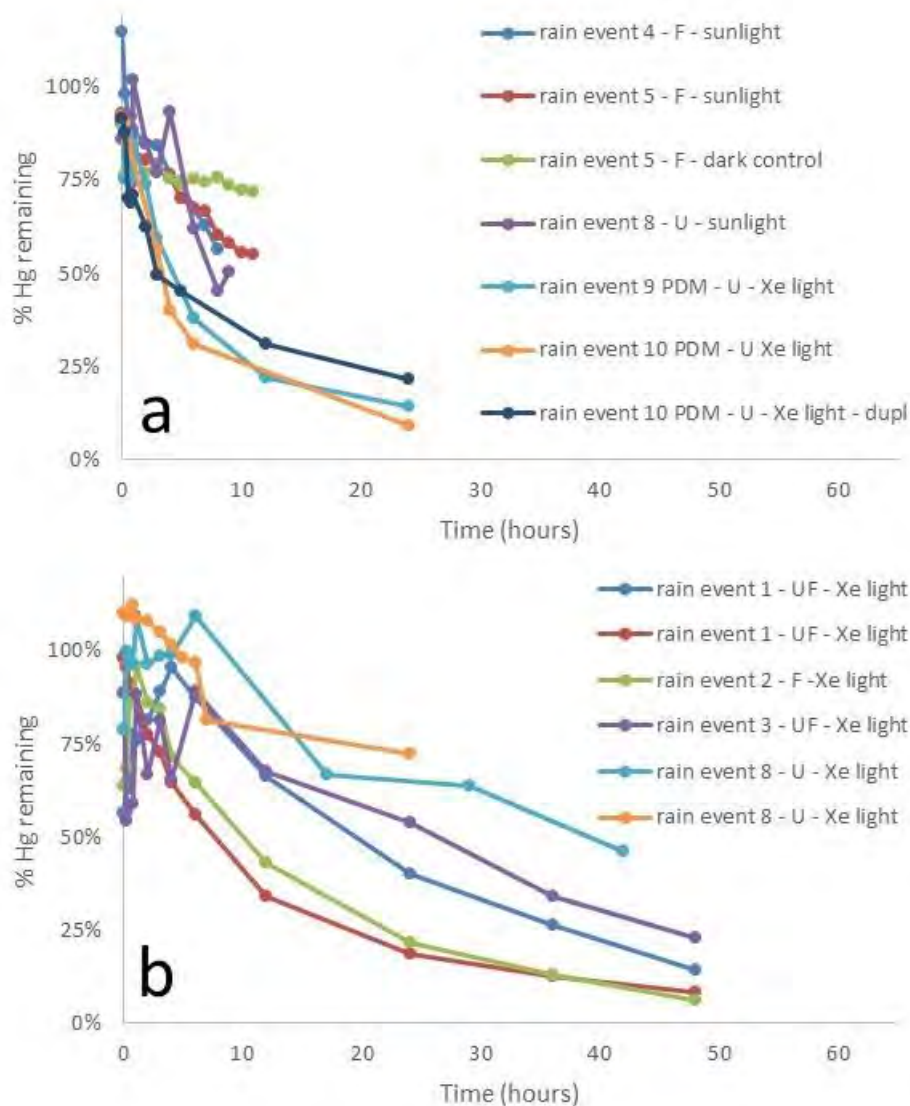 100%
75%
50%
25%
0%
% Hg remaining
a
rain event 4 - F - sunlight
rain event 5 - F - sunlight
rain event 5 - F - dark control
rain event 8 - U - sunlight
rain event 9 PDM - U - Xe light
rain event 10 PDM - U Xe light
rain event 10 PDM - U - Xe light - dupl
0 10 20 30 40 50 60
Time (hours)
100%
75%
50%
25%
0%
% Hg remaining
b
rain event 1 - UF - Xe light
rain event 1 - UF - Xe light
rain event 2 - F -Xe light
rain event 3 - UF - Xe light
rain event 8 - U - Xe light
rain event 8 - U - Xe light
0 10 20 30 40 50 60
Time (hours)